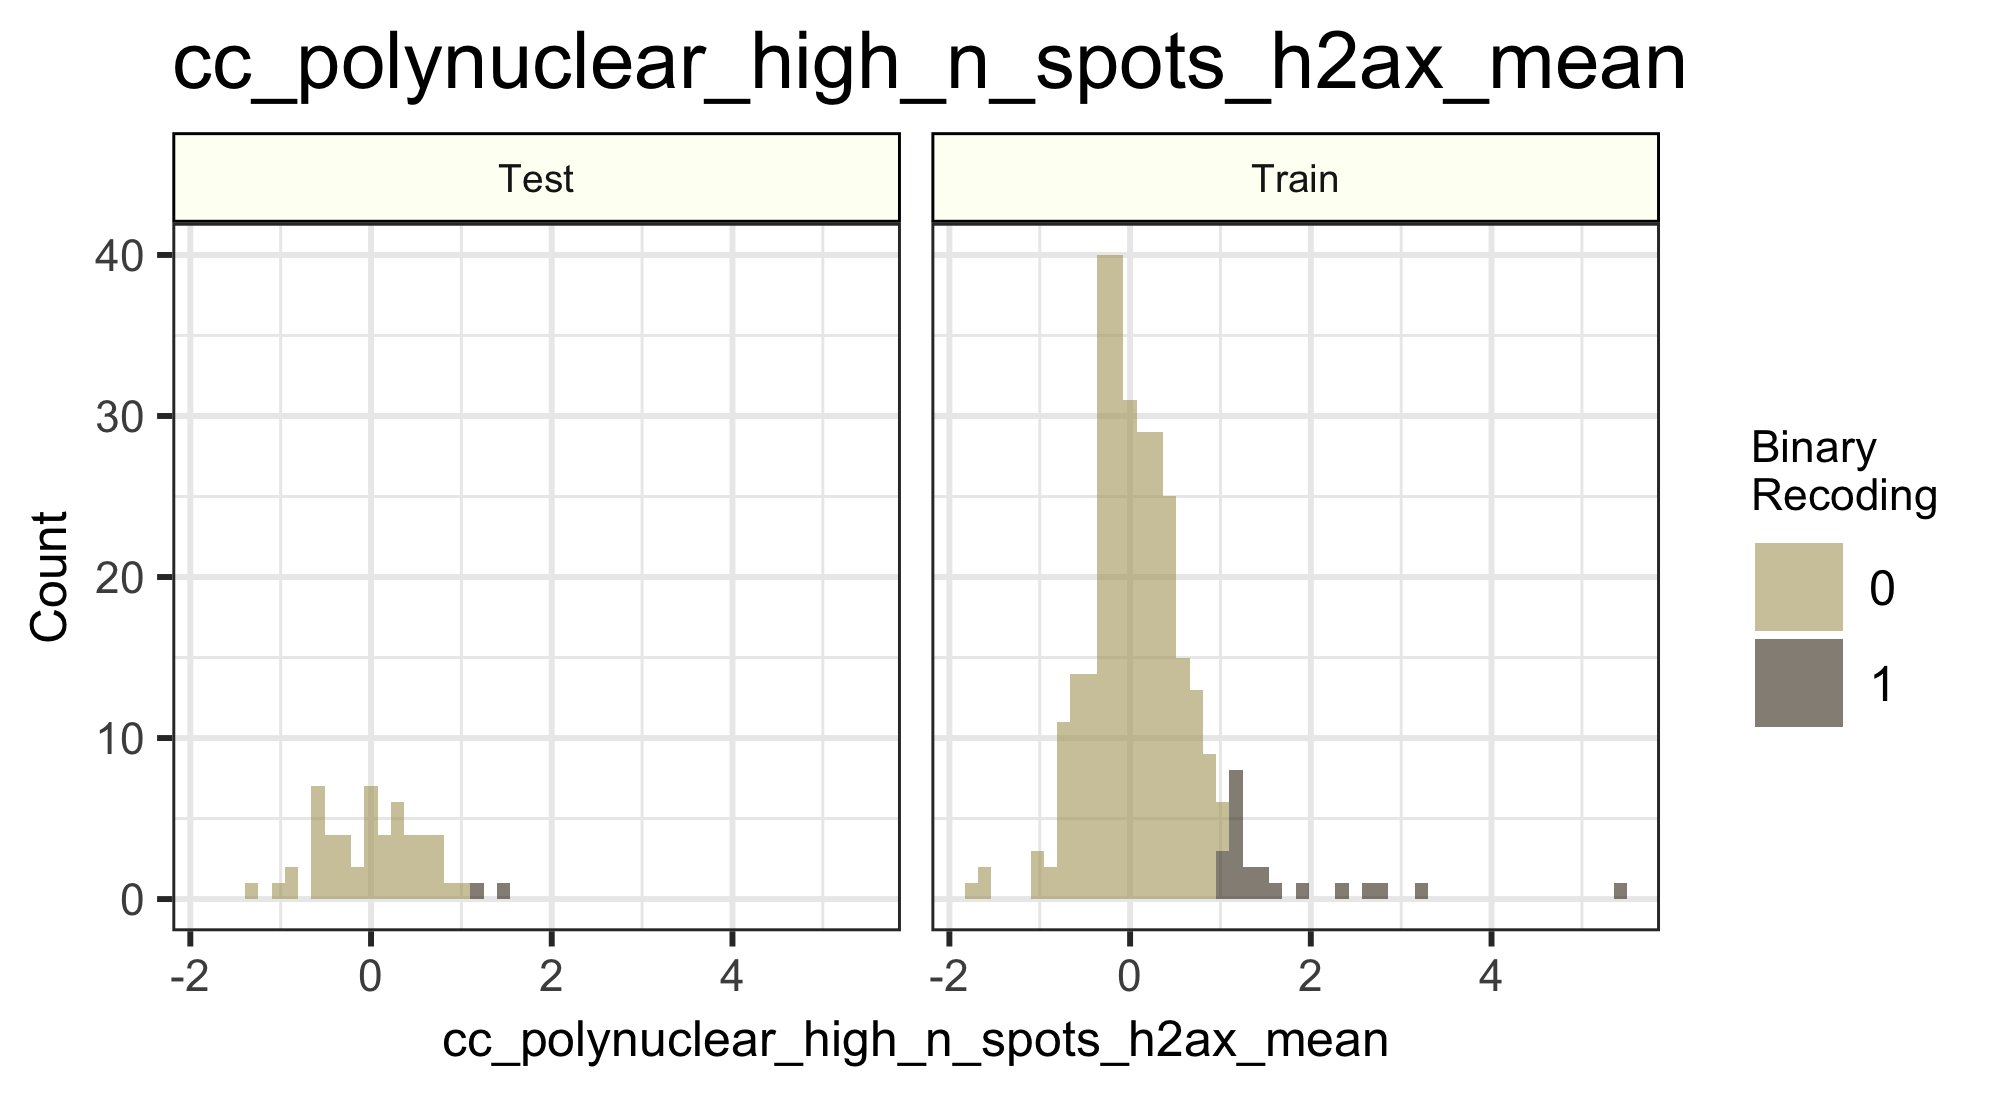 cc_polynuclear_high_n_spots_h2ax_mean
Test
Train
40
30
20
10
0
Count
-2 0 2 4
-2 0 2 4
cc_polynuclear_high_n_spots_h2ax_mean
Binary
Recoding
0
1